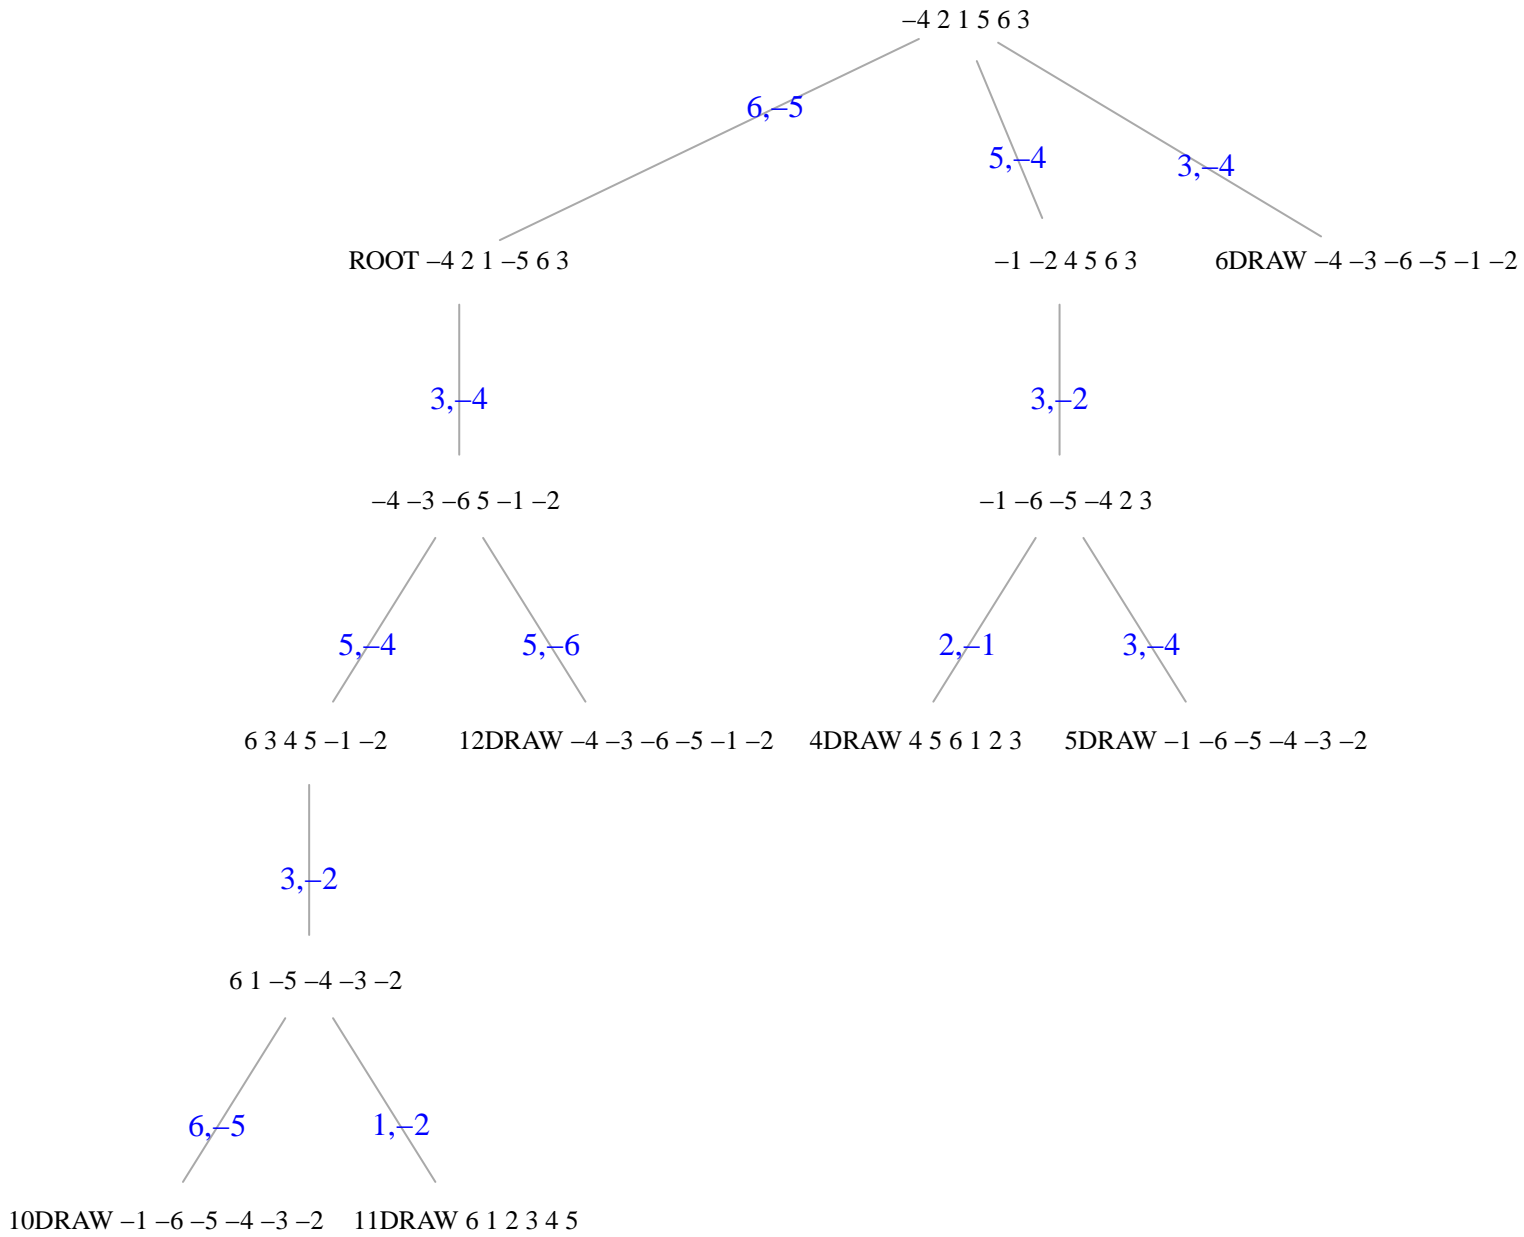 –4 2 1 5 6 3
6,–5
5,–4
3,–4
ROOT –4 2 1 –5 6 3
–1 –2 4 5 6 3
6DRAW –4 –3 –6 –5 –1 –2
3,–4
3,–2
–4 –3 –6 5 –1 –2
–1 –6 –5 –4 2 3
5,–4
5,–6
2,–1
3,–4
6 3 4 5 –1 –2
12DRAW –4 –3 –6 –5 –1 –2
4DRAW 4 5 6 1 2 3
5DRAW –1 –6 –5 –4 –3 –2
3,–2
6 1 –5 –4 –3 –2
6,–5
1,–2
10DRAW –1 –6 –5 –4 –3 –2
11DRAW 6 1 2 3 4 5